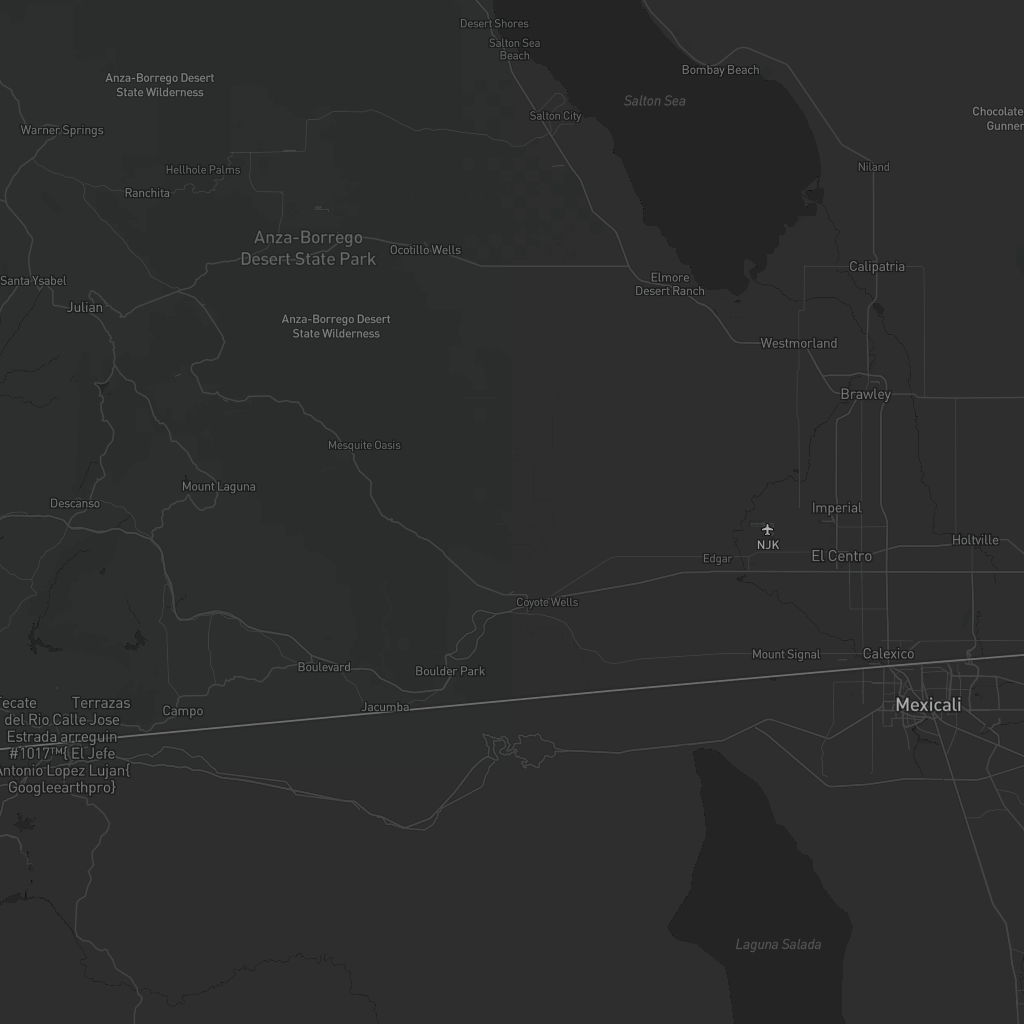 Desert Shores
Salton Sea
Beach
Bombay Beach
Anza-Borrego Desert
State Wilderness
Salton Sea
Salton City
Chocolate
Gunner
Warner Springs
Niland
Hellhole Palms
Ranchita
Anza-Borrego
Desert State Park
Ocotillo Wells
Calipatria
Santa Ysabel
Elmore
Desert Ranch
Julian
Anza-Borrego Desert
State Wilderness
Westmorland
Brawley
Mesquite Oasis
Mount Laguna
Descanso
Imperial
NJK
Holtville
Edgar
El Centro
Coyote Wells
Mount Signal
Calexico
Boulevard
Boulder Park
Tecate
Terrazas
del Rio Calle Jose
Estrada arreguin
#1017™{ El Jefe
Antonio Lopez Lujan{
Googleearthpro}
Campo
Jacumba
Mexicali
Laguna Salada